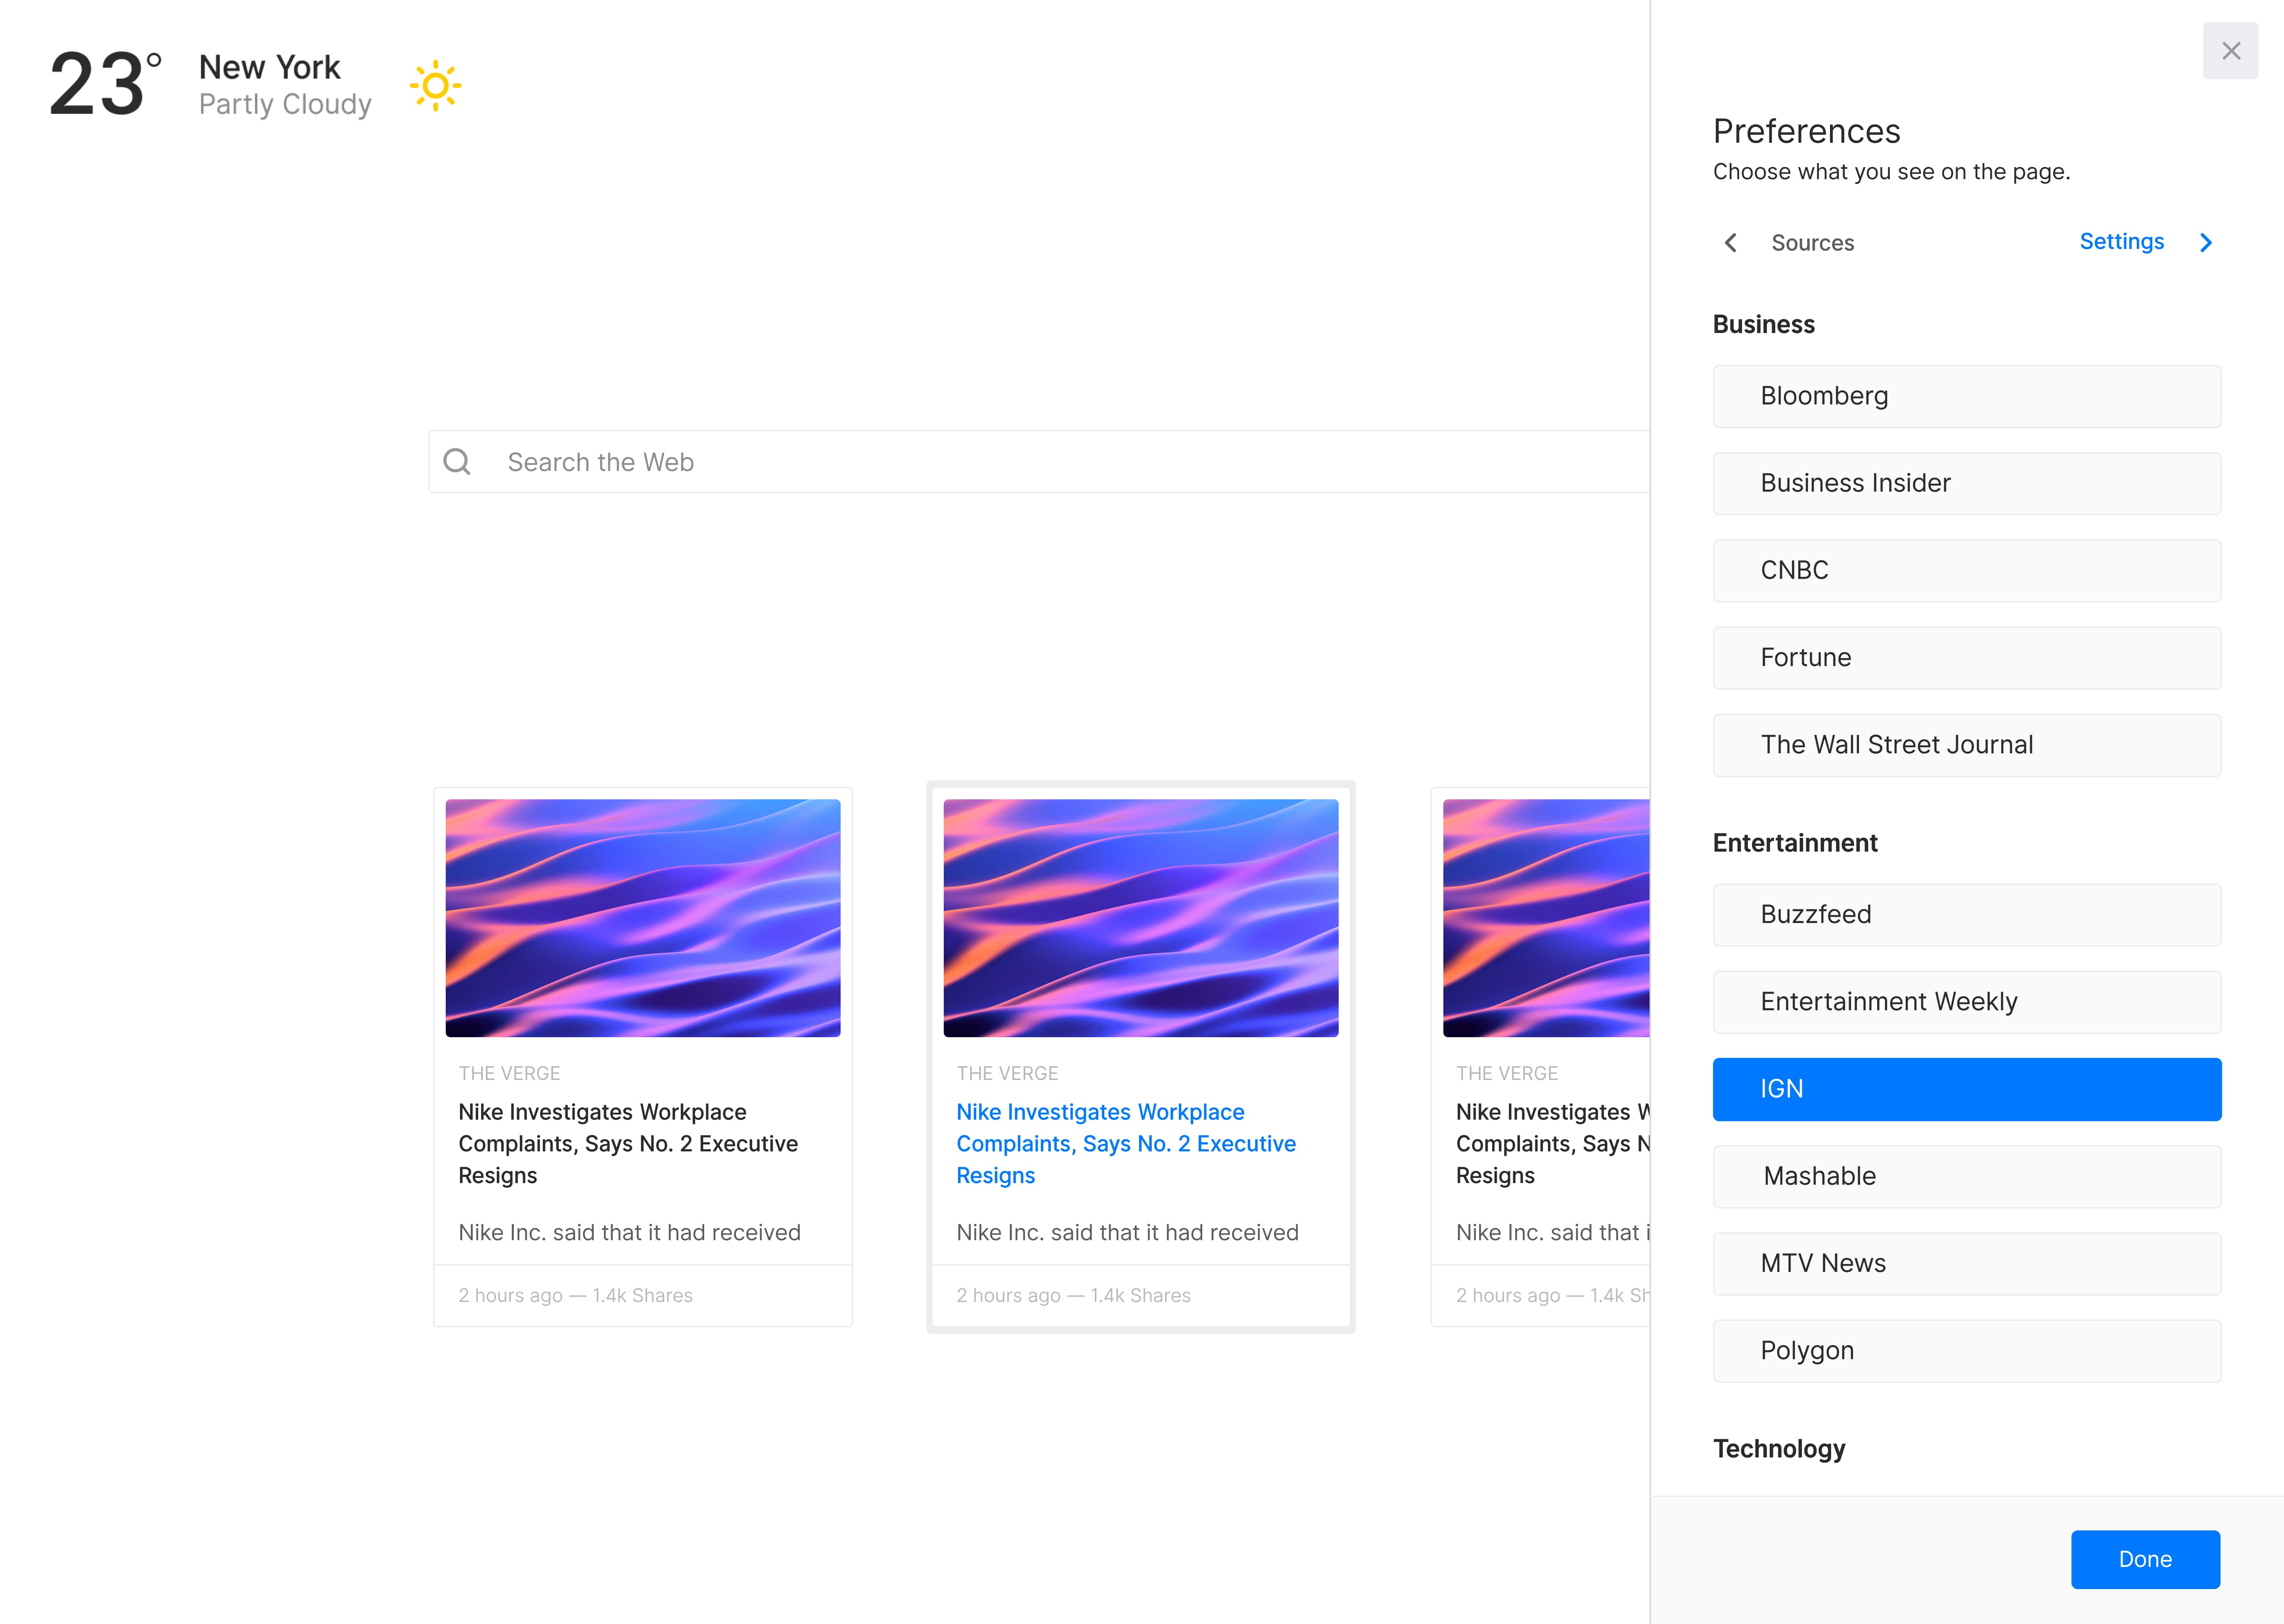 23°
New York
Partly Cloudy
Search the Web
THE VERGE
Nike Investigates Workplace
Complaints, Says No. 2 Executive
Resigns
Nike Inc. said that it had received
2 hours ago — 1.4k Shares
THE VERGE
Nike Investigates Workplace
Complaints, Says No. 2 Executive
Resigns
Nike Inc. said that it had received
2 hours ago — 1.4k Shares
THE VERGE
Nike Investigates
Complaints, Says
Resigns
Nike Inc. said that
2 hours ago — 1.4k
Preferences
Choose what you see on the page.
Sources
Settings
Business
Bloomberg
Business Insider
CNBC
Fortune
The Wall Street Journal
Entertainment
Buzzfeed
Entertainment Weekly
IGN
Mashable
MTV News
Polygon
Technology
Done